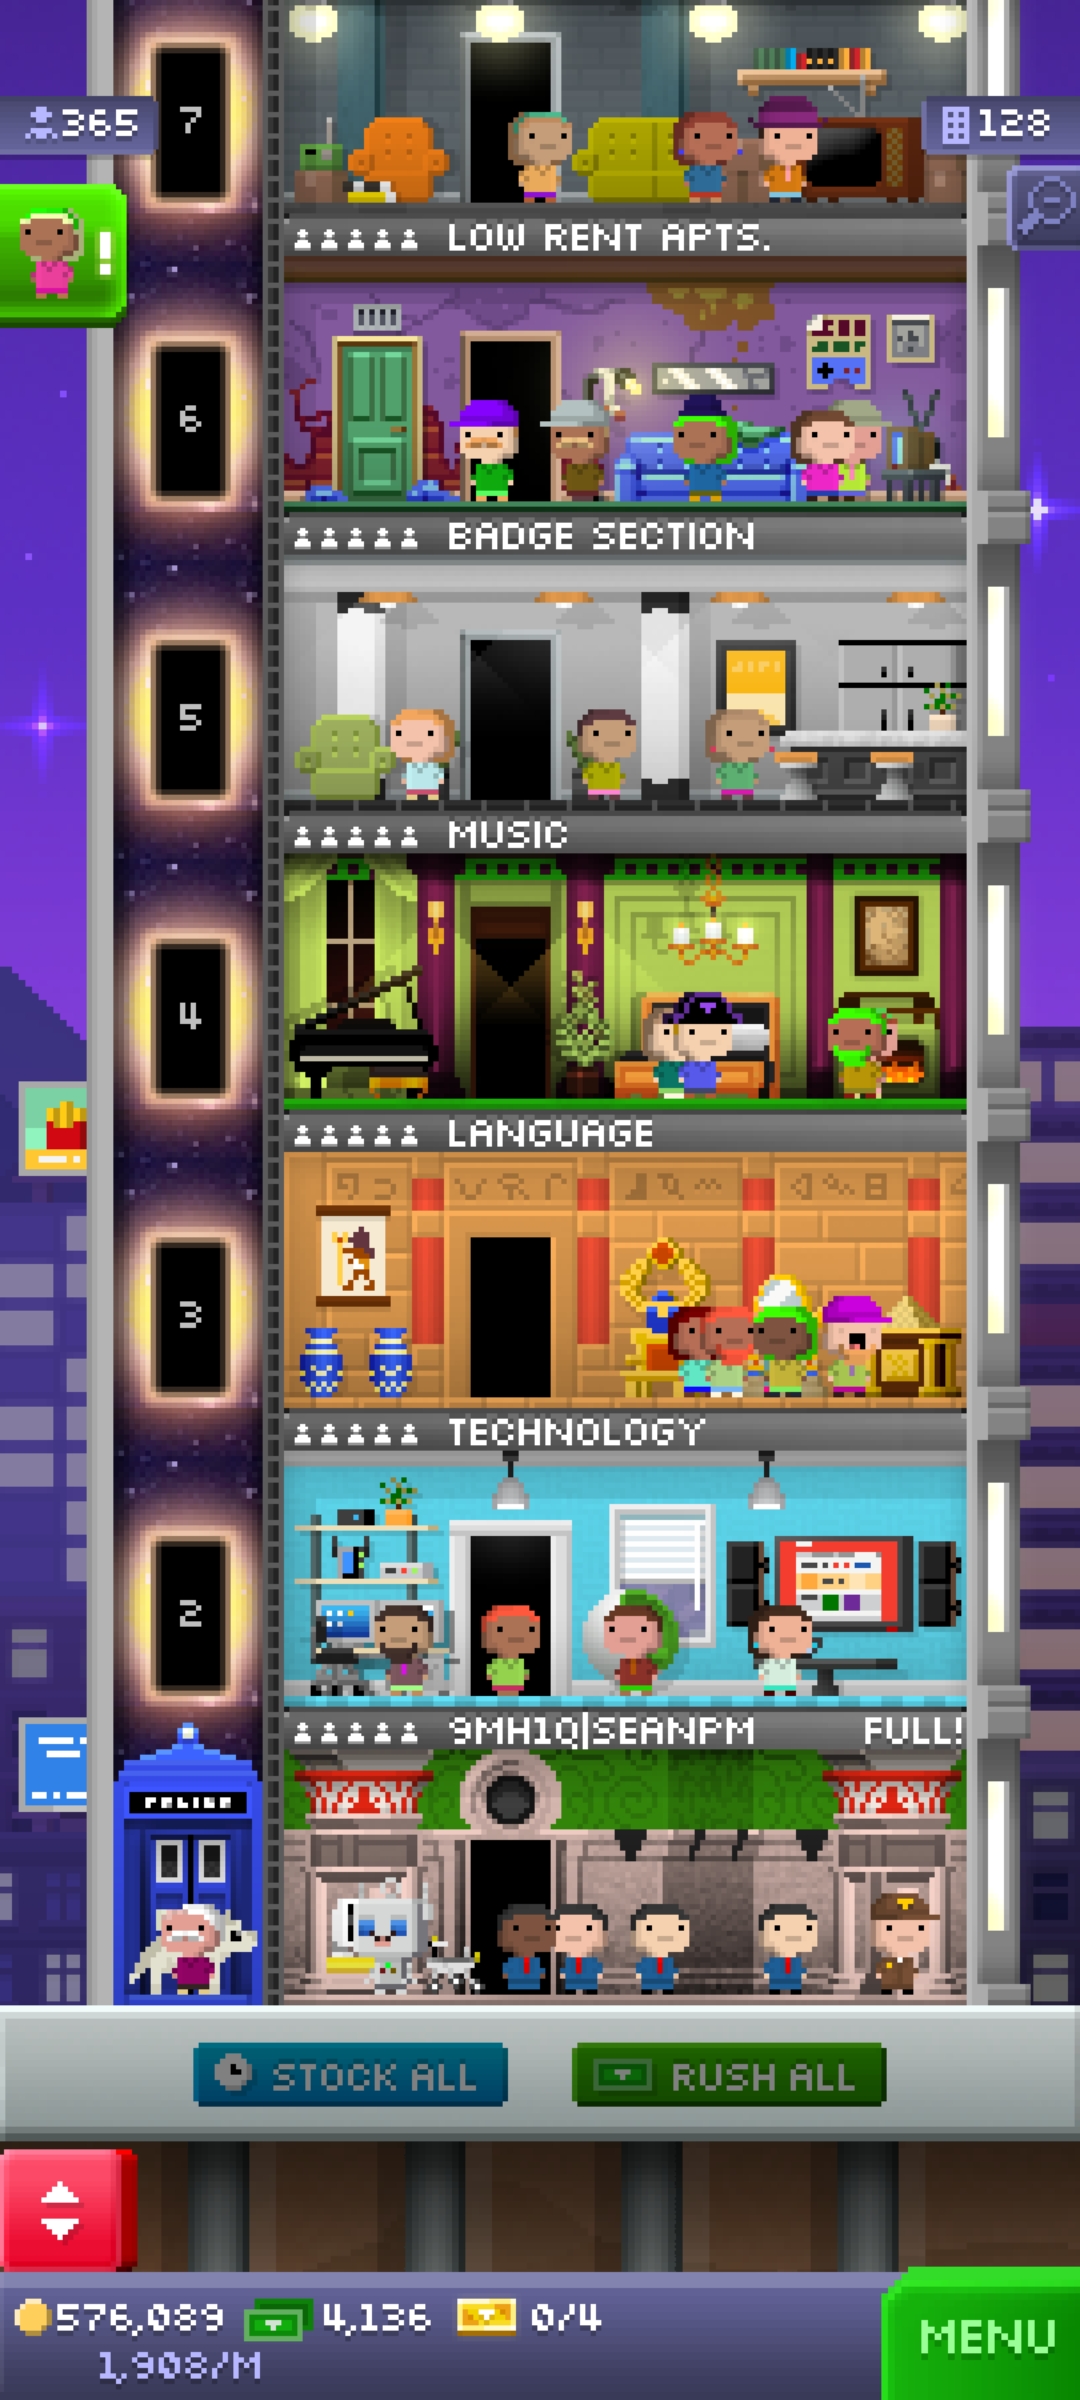 7
365
128
!
LOW RENT APTS.
6
BADGE SECTION
5
MUSIC
4
LANGUAGE
3
TECHNOLOGY
2
9MH1Q|SEANPM FULL!
POLICE
STOCK ALL
RUSH ALL
576,089 4,136 0/4
1,908/M
MENU